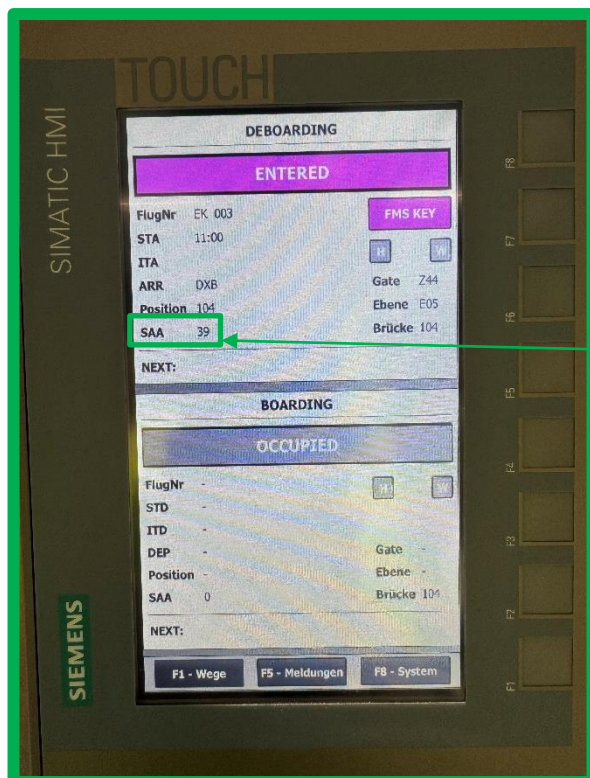 TOUCH
SIMATIC HMI
DEBOARDING
ENTERED
FlugNr EK 003
FMS KEY
STA 11:00
H W
ITA
ARR DXB
Gate Z44
Position 104
Ebene E05
SAA 39
Brücke 104
NEXT:
BOARDING
OCCUPIED
FlugNr -
H W
STD -
ITD -
DEP -
Gate -
Position -
Ebene -
SAA 0
Brücke 104
NEXT:
F1 - Wege F5 - Meldungen F8 - System
SIEMENS
F8
F7
F6
F5
F4
F3
F2
F1